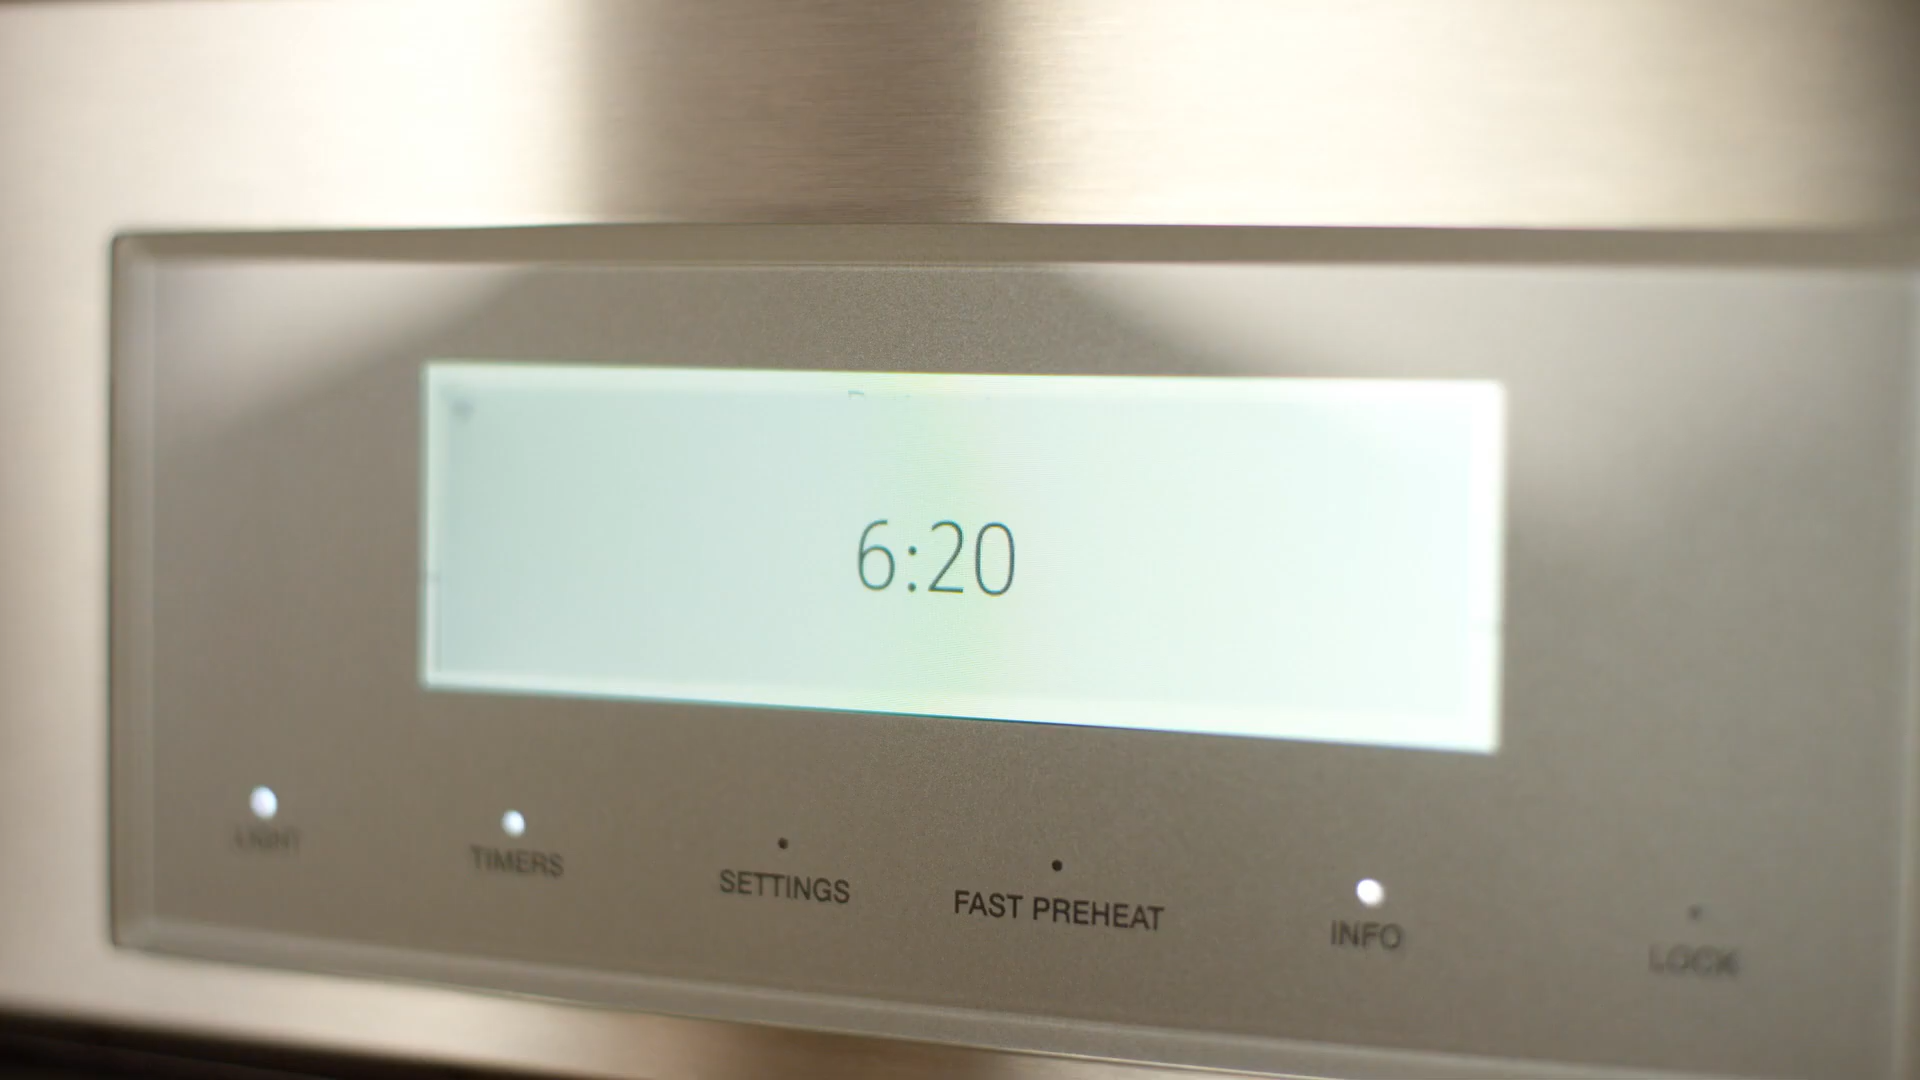 6:20
LIGHT
TIMERS
SETTINGS
FAST PREHEAT
INFO
LOCK